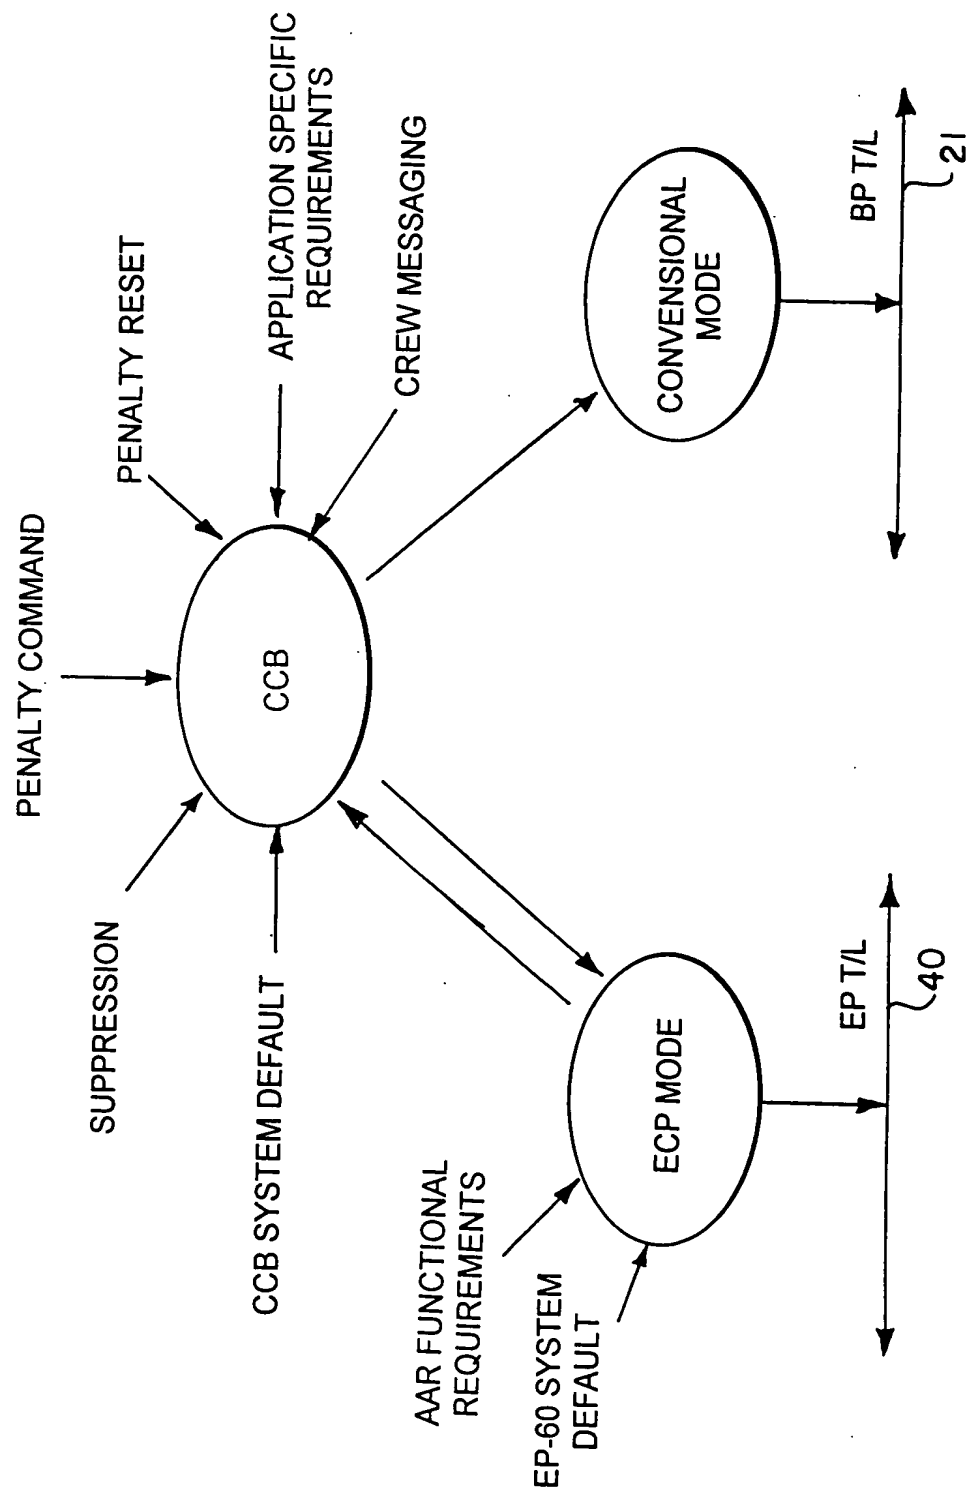 PENALTY COMMAND
SUPPRESSION
PENALTY RESET
CCB SYSTEM DEFAULT
CCB
APPLICATION SPECIFIC
REQUIREMENTS
CREW MESSAGING
AAR FUNCTIONAL
REQUIREMENTS
EP-60 SYSTEM
DEFAULT
ECP MODE
CONVENSIONAL
MODE
EP T/L
40
BP T/L
21